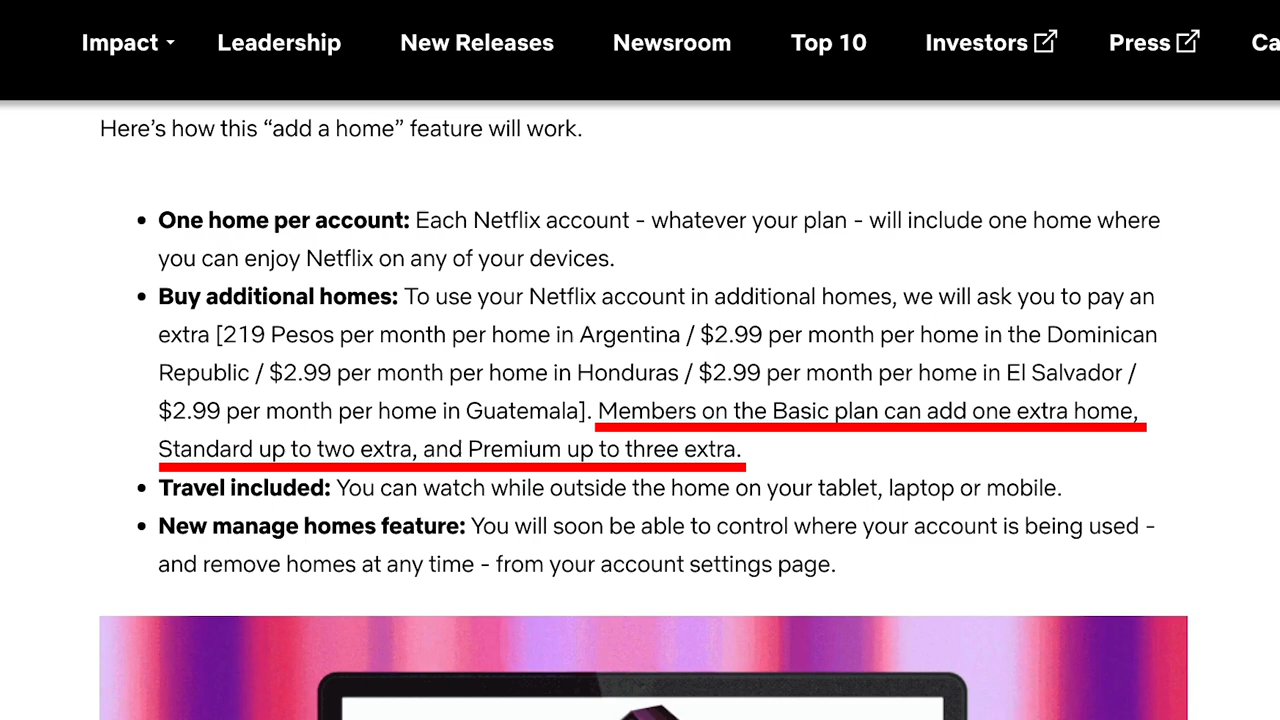 Impact Leadership New Releases Newsroom Top 10 Investors Press Ca
Here’s how this “add a home” feature will work.
• One home per account: Each Netflix account - whatever your plan - will include one home where
you can enjoy Netflix on any of your devices.
• Buy additional homes: To use your Netflix account in additional homes, we will ask you to pay an
extra [219 Pesos per month per home in Argentina / $2.99 per month per home in the Dominican
Republic / $2.99 per month per home in Honduras / $2.99 per month per home in El Salvador /
$2.99 per month per home in Guatemala]. Members on the Basic plan can add one extra home,
Standard up to two extra, and Premium up to three extra.
• Travel included: You can watch while outside the home on your tablet, laptop or mobile.
• New manage homes feature: You will soon be able to control where your account is being used -
and remove homes at any time - from your account settings page.